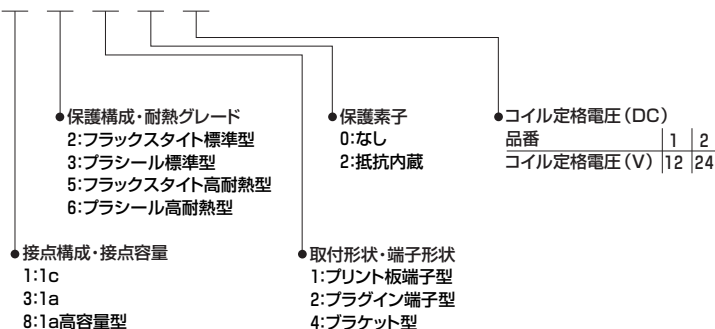 ●保護構成・耐熱グレード
2:フラックスタイト標準型
3:プラシール標準型
5:フラックスタイト高耐熱型
6:プラシール高耐熱型
●保護素子
0:なし
2:抵抗内蔵
●コイル定格電圧(DC)
品番 1 2
コイル定格電圧(V) 12 24
●接点構成・接点容量
1:1c
3:1a
8:1a高容量型
●取付形状・端子形状
1:プリント板端子型
2:プラグイン端子型
4:ブラケット型